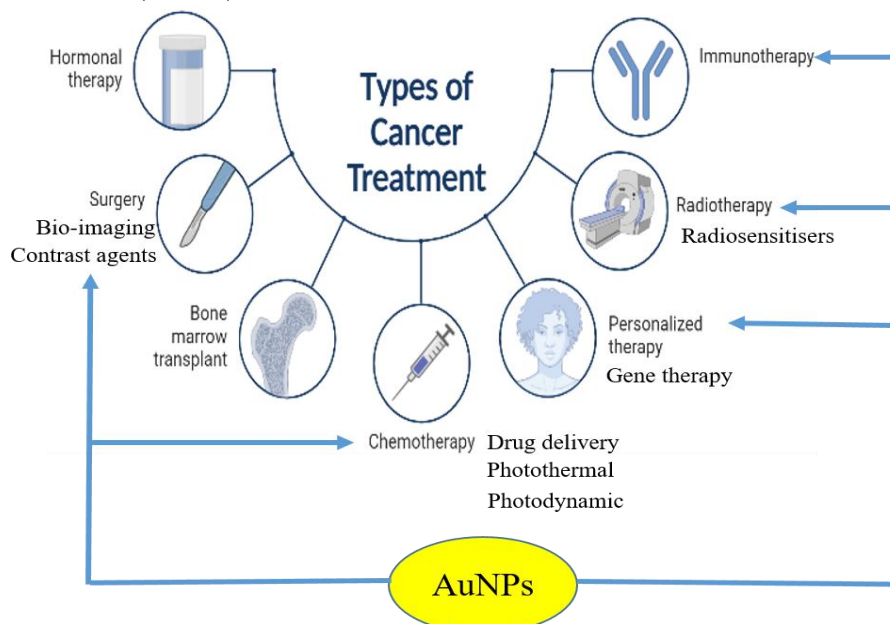 Types of
Cancer
Treatment
Hormonal
therapy
Surgery
Bio-imaging
Contrast agents
Bone
marrow
transplant
Chemotherapy
Drug delivery
Photothermal
Photodynamic
Personalized
therapy
Gene therapy
Radiotherapy
Radiosensitisers
Immunotherapy
AuNPs